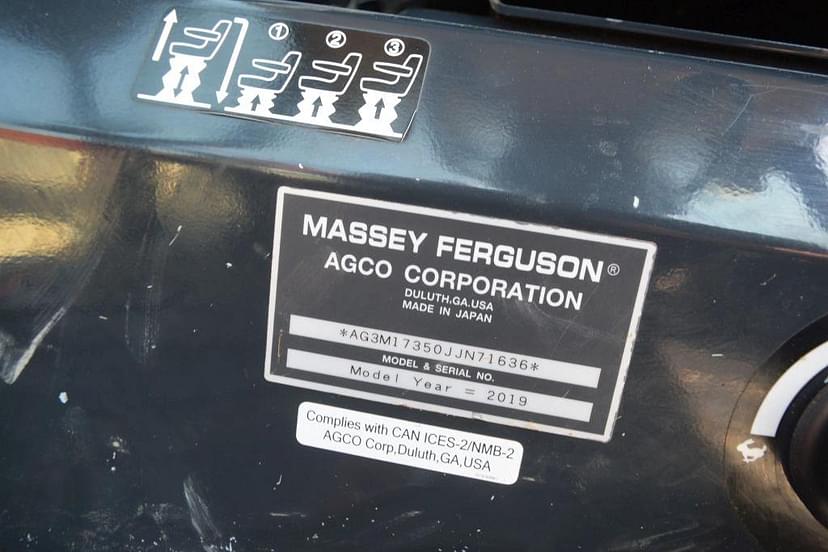 ① ② ③
MASSEY FERGUSON®
AGCO CORPORATION
DULUTH,GA,USA
MADE IN JAPAN
*AG3M17350JJN71636*
MODEL & SERIAL NO.
Model Year = 2019
Complies with CAN ICES-2/NMB-2
AGCO Corp,Duluth,GA,USA